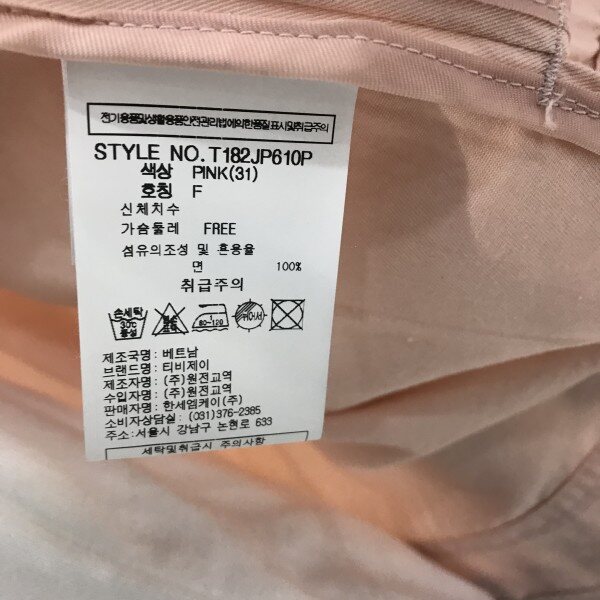 전기용품및생활용품안전관리법에의한품질표시및취급주의
STYLE NO.T182JP610P
색상 PINK(31)
호칭 F
신체치수
가슴둘레 FREE
섬유의조성 및 혼용율
면 100%
취급주의
손세탁 30℃ 중성
80-120
제조국명: 베트남
브랜드명: 티비제이
제조자명: (주)원전교역
수입자명: (주)원전교역
판매자명: 한세엠케이(주)
소비자상담실: (031)376-2385
주소:서울시 강남구 논현로 633
세탁및취급시 주의사항